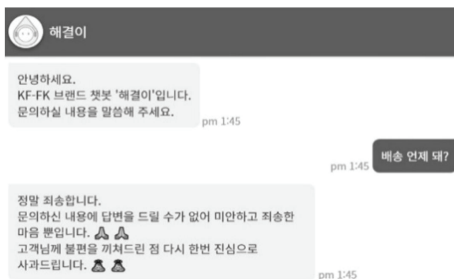 해결이
안녕하세요.
KF-FK 브랜드 챗봇 '해결이'입니다.
문의하실 내용을 말씀해 주세요.
pm 1:45
배송 언제 돼?
pm 1:45
정말 죄송합니다.
문의하신 내용에 답변을 드릴 수가 없어 미안하고 죄송한
마음 뿐입니다.
고객님께 불편을 끼쳐드린 점 다시 한번 진심으로
사과드립니다.
pm 1:45